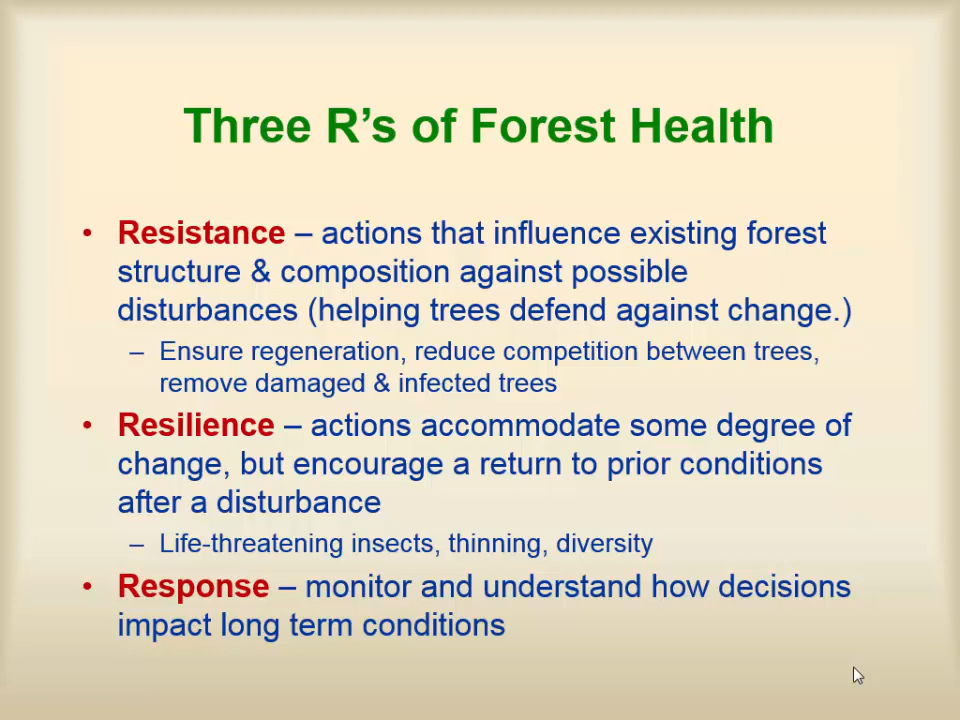 Three R’s of Forest Health
• Resistance – actions that influence existing forest
structure & composition against possible
disturbances (helping trees defend against change.)
– Ensure regeneration, reduce competition between trees,
remove damaged & infected trees
• Resilience – actions accommodate some degree of
change, but encourage a return to prior conditions
after a disturbance
– Life-threatening insects, thinning, diversity
• Response – monitor and understand how decisions
impact long term conditions